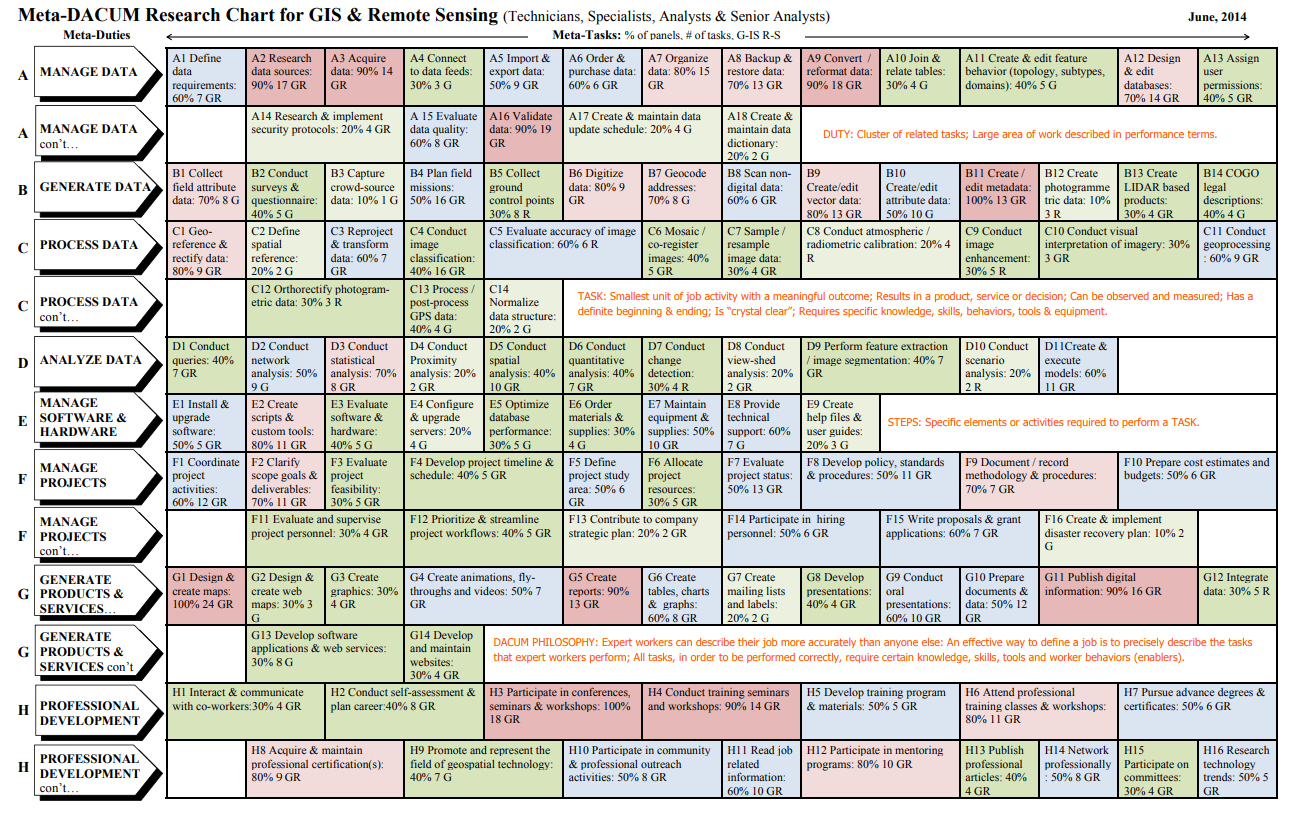 Meta-DACUM Research Chart for GIS & Remote Sensing (Technicians, Specialists, Analysts & Senior Analysts)
June, 2014
Meta-Duties
Meta-Tasks: % of panels, # of tasks, G-IS R-S
A
MANAGE DATA
A1 Define
data
requirements:
60% 7 GR
A2 Research
data sources:
90% 17 GR
A3 Acquire
data: 90% 14
GR
A4 Connect
to data feeds:
30% 3 G
A5 Import &
export data:
50% 9 GR
A6 Order &
purchase data:
60% 6 GR
A7 Organize
data: 80% 15
GR
A8 Backup &
restore data:
70% 13 GR
A9 Convert /
reformat data:
90% 18 GR
A10 Join &
relate tables:
30% 4 G
A11 Create & edit feature
behavior (topology, subtypes,
domains): 40% 5 G
A12 Design
& edit
databases:
70% 14 GR
A13 Assign
user
permissions:
40% 5 GR
A
MANAGE DATA
con't…
A14 Research & implement
security protocols: 20% 4 GR
A 15 Evaluate
data quality:
60% 8 GR
A16 Validate
data: 90% 19
GR
A17 Create & maintain data
update schedule: 20% 4 G
A18 Create &
maintain data
dictionary:
20% 2 G
DUTY: Cluster of related tasks; Large area of work described in performance terms.
B
GENERATE DATA
B1 Collect
field attribute
data: 70% 8 G
B2 Conduct
surveys &
questionnaire:
40% 5 G
B3 Capture
crowd-source
data: 10% 1 G
B4 Plan field
missions:
50% 16 GR
B5 Collect
ground
control points
30% 8 R
B6 Digitize
data: 80% 9
GR
B7 Geocode
addresses:
70% 8 G
B8 Scan non-
digital data:
60% 6 GR
B9
Create/edit
vector data:
80% 13 GR
B10
Create/edit
attribute data:
50% 10 G
B11 Create /
edit metadata:
100% 13 GR
B12 Create
photogramme
tric data: 10%
3 R
B13 Create
LIDAR based
products:
30% 4 GR
B14 COGO
legal
descriptions:
40% 4 G
C
PROCESS DATA
C1 Geo-
reference &
rectify data:
80% 9 GR
C2 Define
spatial
reference:
20% 2 G
C3 Reproject
& transform
data: 60% 7
GR
C4 Conduct
image
classification:
40% 16 GR
C5 Evaluate accuracy of image
classification: 60% 6 R
C6 Mosaic /
co-register
images: 40%
5 GR
C7 Sample /
resample
image data:
30% 4 GR
C8 Conduct atmospheric /
radiometric calibration: 20% 4
R
C9 Conduct
image
enhancement:
30% 5 R
C10 Conduct visual
interpretation of imagery: 30%
3 GR
C11 Conduct
geoprocessing
: 60% 9 GR
C
PROCESS DATA
con't…
C12 Orthorectify photogram-
etric data: 30% 3 R
C13 Process /
post-process
GPS data:
40% 4 G
C14
Normalize
data structure:
20% 2 G
TASK: Smallest unit of job activity with a meaningful outcome; Results in a product, service or decision; Can be observed and measured; Has a
definite beginning & ending; Is "crystal clear"; Requires specific knowledge, skills, behaviors, tools & equipment.
D
ANALYZE DATA
D1 Conduct
queries: 40%
7 GR
D2 Conduct
network
analysis: 50%
9 G
D3 Conduct
statistical
analysis: 70%
8 GR
D4 Conduct
Proximity
analysis: 20%
2 GR
D5 Conduct
spatial
analysis: 40%
10 GR
D6 Conduct
quantitative
analysis: 40%
7 GR
D7 Conduct
change
detection:
30% 4 R
D8 Conduct
view-shed
analysis: 20%
2 GR
D9 Perform feature extraction
/ image segmentation: 40% 7
GR
D10 Conduct
scenario
analysis: 20%
2 R
D11Create &
execute
models: 60%
11 GR
E
MANAGE
SOFTWARE &
HARDWARE
E1 Install &
upgrade
software:
50% 5 GR
E2 Create
scripts &
custom tools:
80% 11 GR
E3 Evaluate
software &
hardware:
40% 5 G
E4 Configure
& upgrade
servers: 20%
4 G
E5 Optimize
database
performance:
30% 5 G
E6 Order
materials &
supplies: 30%
4 G
E7 Maintain
equipment &
supplies: 50%
10 GR
E8 Provide
technical
support: 60%
7 G
E9 Create
help files &
user guides:
20% 3 G
STEPS: Specific elements or activities required to perform a TASK.
F
MANAGE
PROJECTS
F1 Coordinate
project
activities:
60% 12 GR
F2 Clarify
scope goals &
deliverables:
70% 11 GR
F3 Evaluate
project
feasibility:
30% 5 GR
F4 Develop project timeline &
schedule: 40% 5 GR
F5 Define
project study
area: 50% 6
GR
F6 Allocate
project
resources:
30% 5 GR
F7 Evaluate
project status:
50% 13 GR
F8 Develop policy, standards
& procedures: 50% 11 GR
F9 Document / record
methodology & procedures:
70% 7 GR
F10 Prepare cost estimates and
budgets: 50% 6 GR
F
MANAGE
PROJECTS
con't…
F11 Evaluate and supervise
project personnel: 30% 4 GR
F12 Prioritize & streamline
project workflows: 40% 5 GR
F13 Contribute to company
strategic plan: 20% 2 GR
F14 Participate in hiring
personnel: 50% 6 GR
F15 Write proposals & grant
applications: 60% 7 GR
F16 Create & implement
disaster recovery plan: 10% 2
G
G
GENERATE
PRODUCTS &
SERVICES…
G1 Design &
create maps:
100% 24 GR
G2 Design &
create web
maps: 30% 3
G
G3 Create
graphics: 30%
4 GR
G4 Create animations, fly-
throughs and videos: 50% 7
GR
G5 Create
reports: 90%
13 GR
G6 Create
tables, charts
& graphs:
60% 8 GR
G7 Create
mailing lists
and labels:
20% 2 G
G8 Develop
presentations:
40% 4 GR
G9 Conduct
oral
presentations:
60% 10 GR
G10 Prepare
documents &
data: 50% 12
GR
G11 Publish digital
information: 90% 16 GR
G12 Integrate
data: 30% 5 R
G
GENERATE
PRODUCTS &
SERVICES con't
G13 Develop software
applications & web services:
30% 8 G
G14 Develop
and maintain
websites:
30% 4 GR
DACUM PHILOSOPHY: Expert workers can describe their job more accurately than anyone else: An effective way to define a job is to precisely describe the tasks
that expert workers perform; All tasks, in order to be performed correctly, require certain knowledge, skills, tools and worker behaviors (enablers).
H
PROFESSIONAL
DEVELOPMENT
H1 Interact & communicate
with co-workers:30% 4 GR
H2 Conduct self-assessment &
plan career:40% 8 GR
H3 Participate in conferences,
seminars & workshops: 100%
18 GR
H4 Conduct training seminars
and workshops: 90% 14 GR
H5 Develop training program
& materials: 50% 5 GR
H6 Attend professional
training classes & workshops:
80% 11 GR
H7 Pursue advance degrees &
certificates: 50% 6 GR
H
PROFESSIONAL
DEVELOPMENT
con't…
H8 Acquire & maintain
professional certification(s):
80% 9 GR
H9 Promote and represent the
field of geospatial technology:
40% 7 G
H10 Participate in community
& professional outreach
activities: 50% 8 GR
H11 Read job
related
information:
60% 10 GR
H12 Participate in mentoring
programs: 80% 10 GR
H13 Publish
professional
articles: 40%
4 GR
H14 Network
professionally
: 50% 8 GR
H15
Participate on
committees:
30% 4 GR
H16 Research
technology
trends: 50% 5
GR